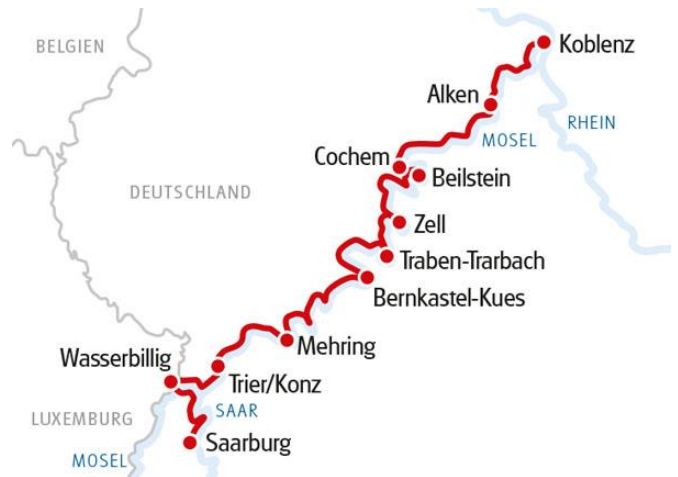 BELGIEN
Koblenz
Alken
RHEIN
MOSEL
Cochem
Beilstein
DEUTSCHLAND
Zell
Traben-Trarbach
Bernkastel-Kues
Mehring
Wasserbillig
Trier/Konz
LUXEMBURG
SAAR
Saarburg
MOSEL